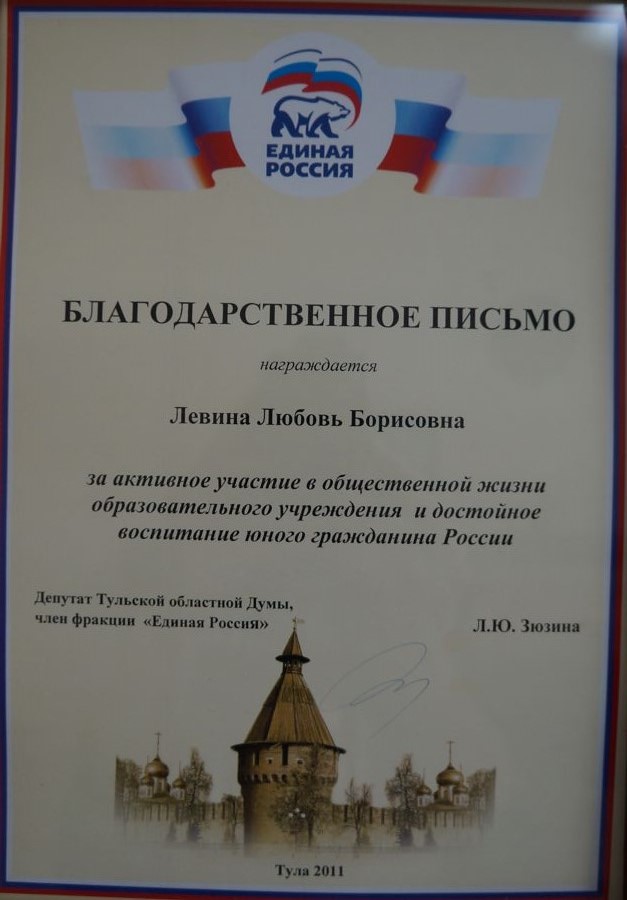 ЕДИНАЯ
РОССИЯ
БЛАГОДАРСТВЕННОЕ ПИСЬМО
награждается
Левина Любовь Борисовна
за активное участие в общественной жизни
образовательного учреждения и достойное
воспитание юного гражданина России
Депутат Тульской областной Думы,
член фракции «Единая Россия»
Л.Ю. Зюзина
Тула 2011